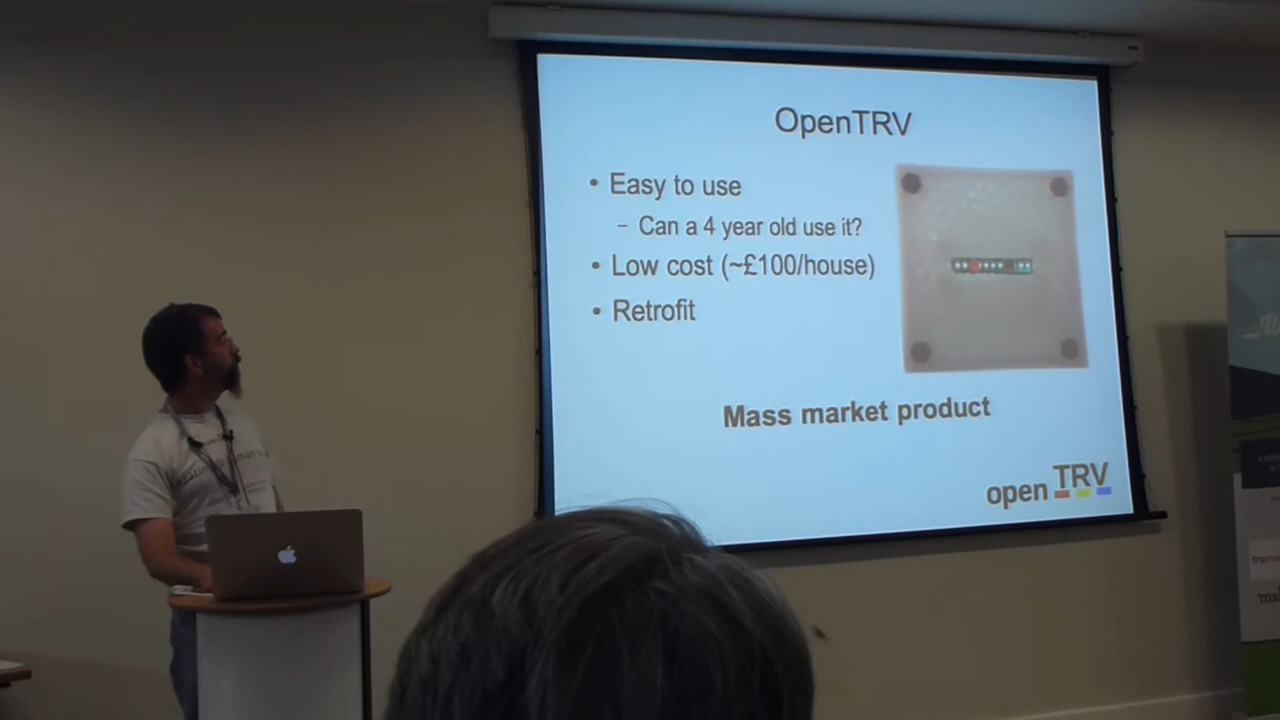 OpenTRV
• Easy to use
– Can a 4 year old use it?
• Low cost (~£100/house)
• Retrofit
Mass market product
open TRV